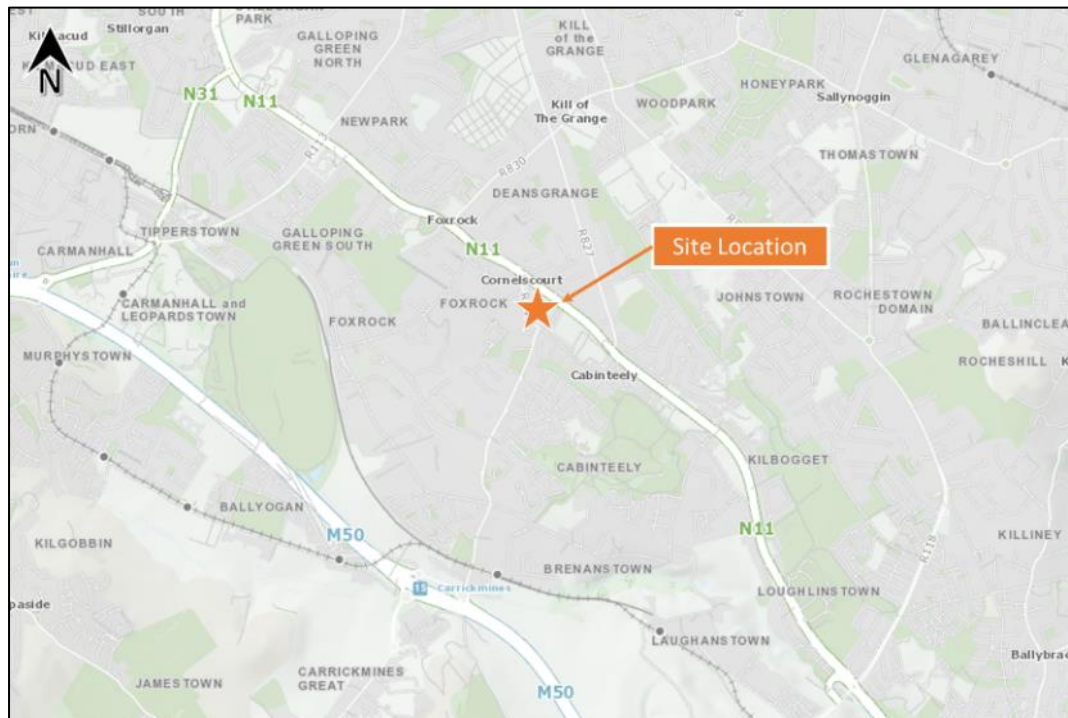 SOUTH
PARK
Stillorgan
GALLOPING
GREEN
NORTH
KILL
OF THE
GRANGE
GLENAGAREY
HONEYPARK
Sallynoggin
N
N31
N11
NEWPARK
Kill of
The Grange
WOODPARK
THOMASTOWN
R830
DEANSGRANGE
TIPPERSTOWN
CARMANHALL
GALLOPING
GREEN SOUTH
Foxrock
N11
R827
Site Location
Cornelscourt
CARMANHALL and
LEOPARDSTOWN
FOXROCK
FOXROCK
JOHNSTOWN
ROCHESTOWN
DOMAIN
BALLINCLEA
MURPHYSTOWN
ROCHESHILL
Cabinteely
CABINTEELY
KILBOGGET
BALLYOGAN
M50
N11
KILGOBBIN
R118
KILLINEY
BRENANSTOWN
15
Carrickmines
LOUGHLINSTOWN
LAUGHANSTOWN
CARRICKMINES
GREAT
JAMESTOWN
M50